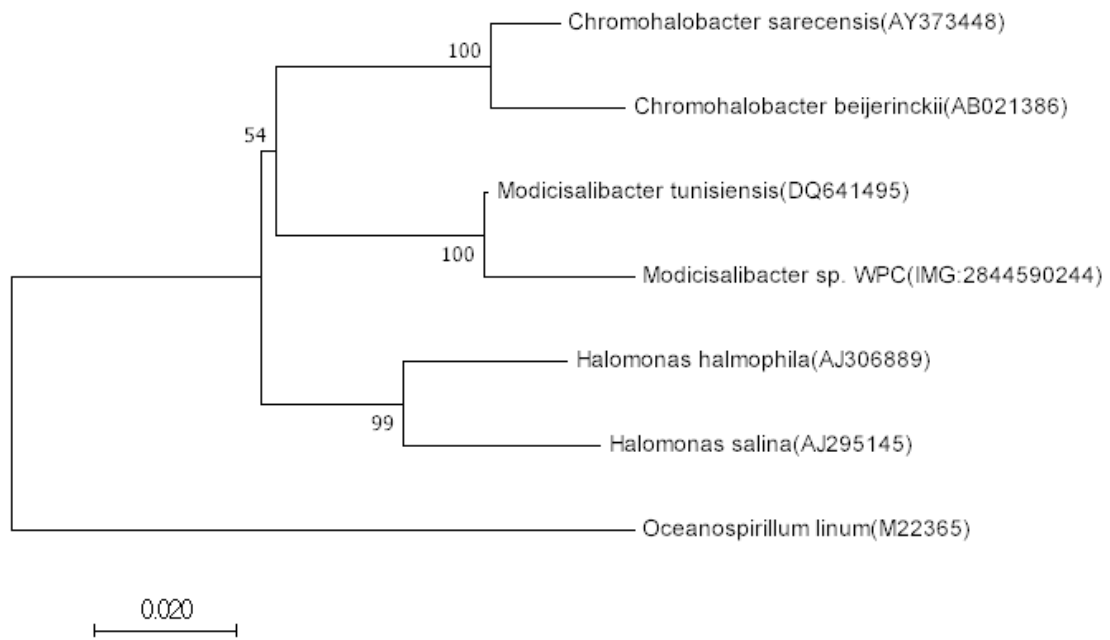 Chromohalobacter sarecensis(AY373448)
100
Chromohalobacter beijerinckii(AB021386)
54
Modicisalibacter tunisiensis(DQ641495)
100
Modicisalibacter sp. WPC(IMG:2844590244)
Halomonas halmophila(AJ306889)
99
Halomonas salina(AJ295145)
Oceanospirillum linum(M22365)
0.020